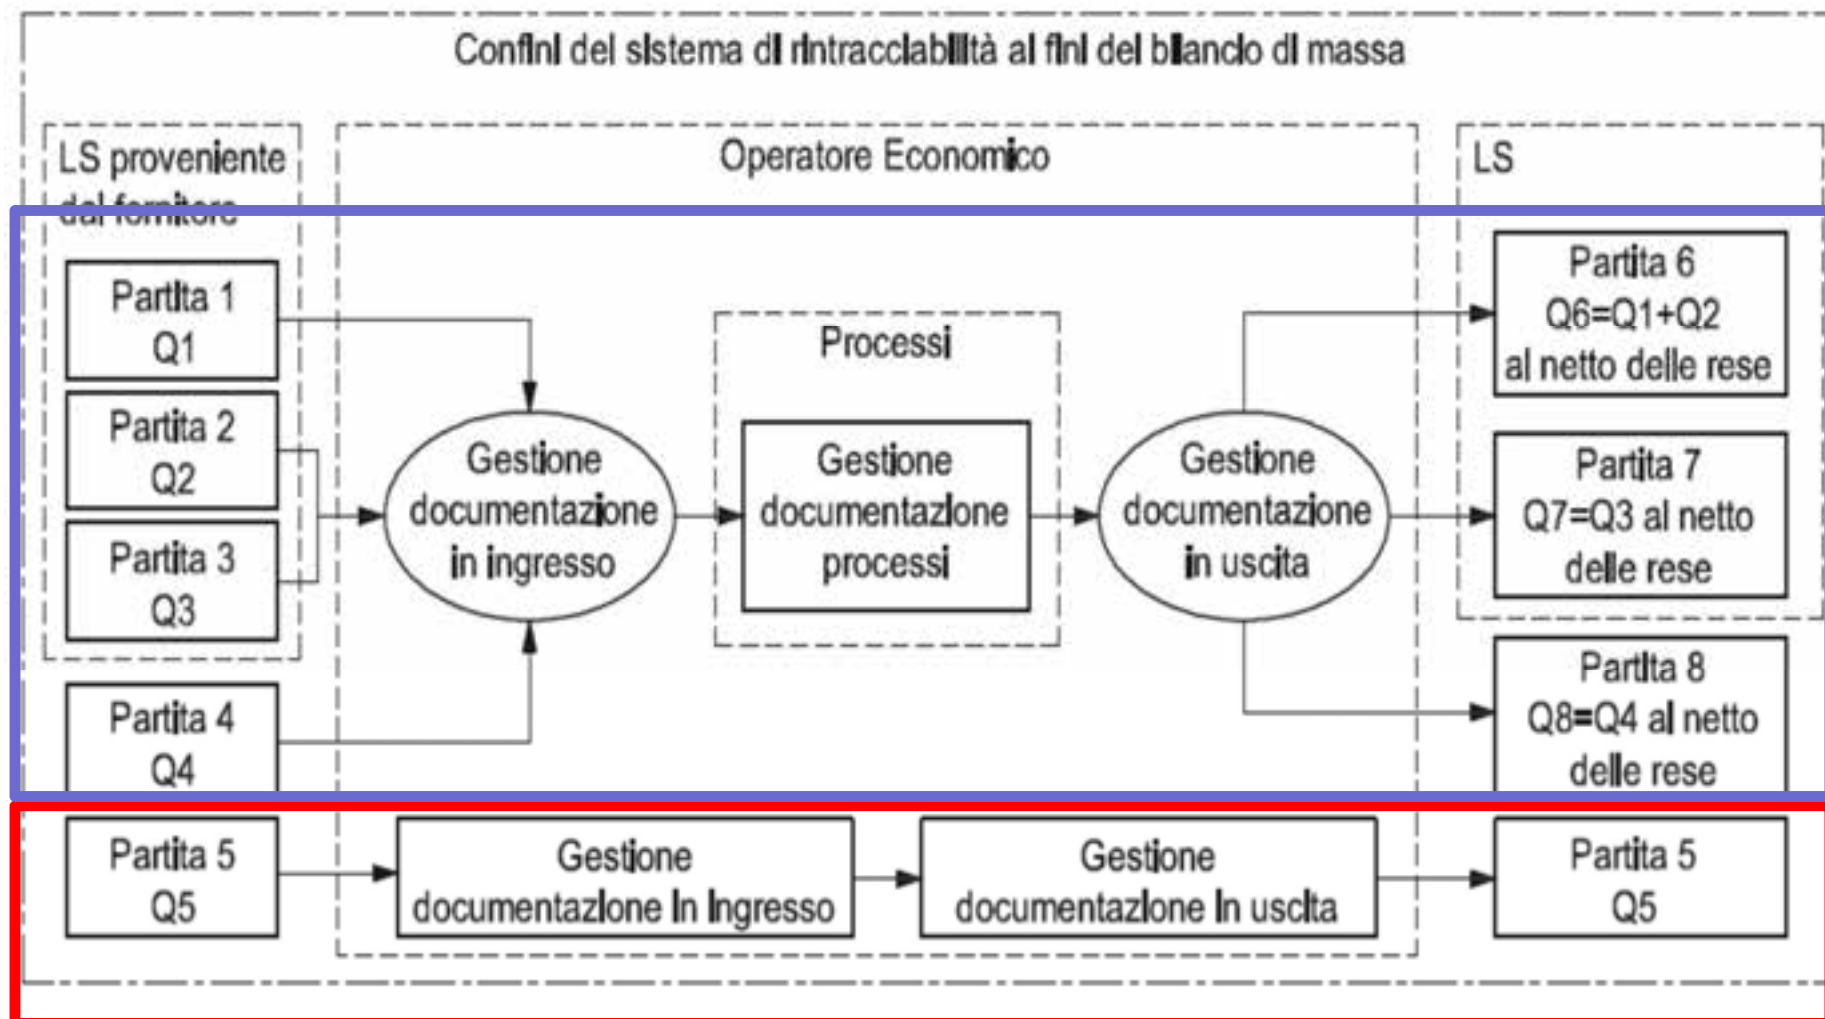 Confini del sistema di rintracciabilità ai fini del bilancio di massa
LS proveniente
dal fornitore
Partita 1
Q1
Partita 2
Q2
Partita 3
Q3
Partita 4
Q4
Partita 5
Q5
Operatore Economico
Gestione
documentazione
in ingresso
Processi
Gestione
documentazione
processi
Gestione
documentazione
in uscita
Gestione
documentazione in ingresso
Gestione
documentazione in uscita
LS
Partita 6
Q6=Q1+Q2
al netto delle rese
Partita 7
Q7=Q3 al netto
delle rese
Partita 8
Q8=Q4 al netto
delle rese
Partita 5
Q5